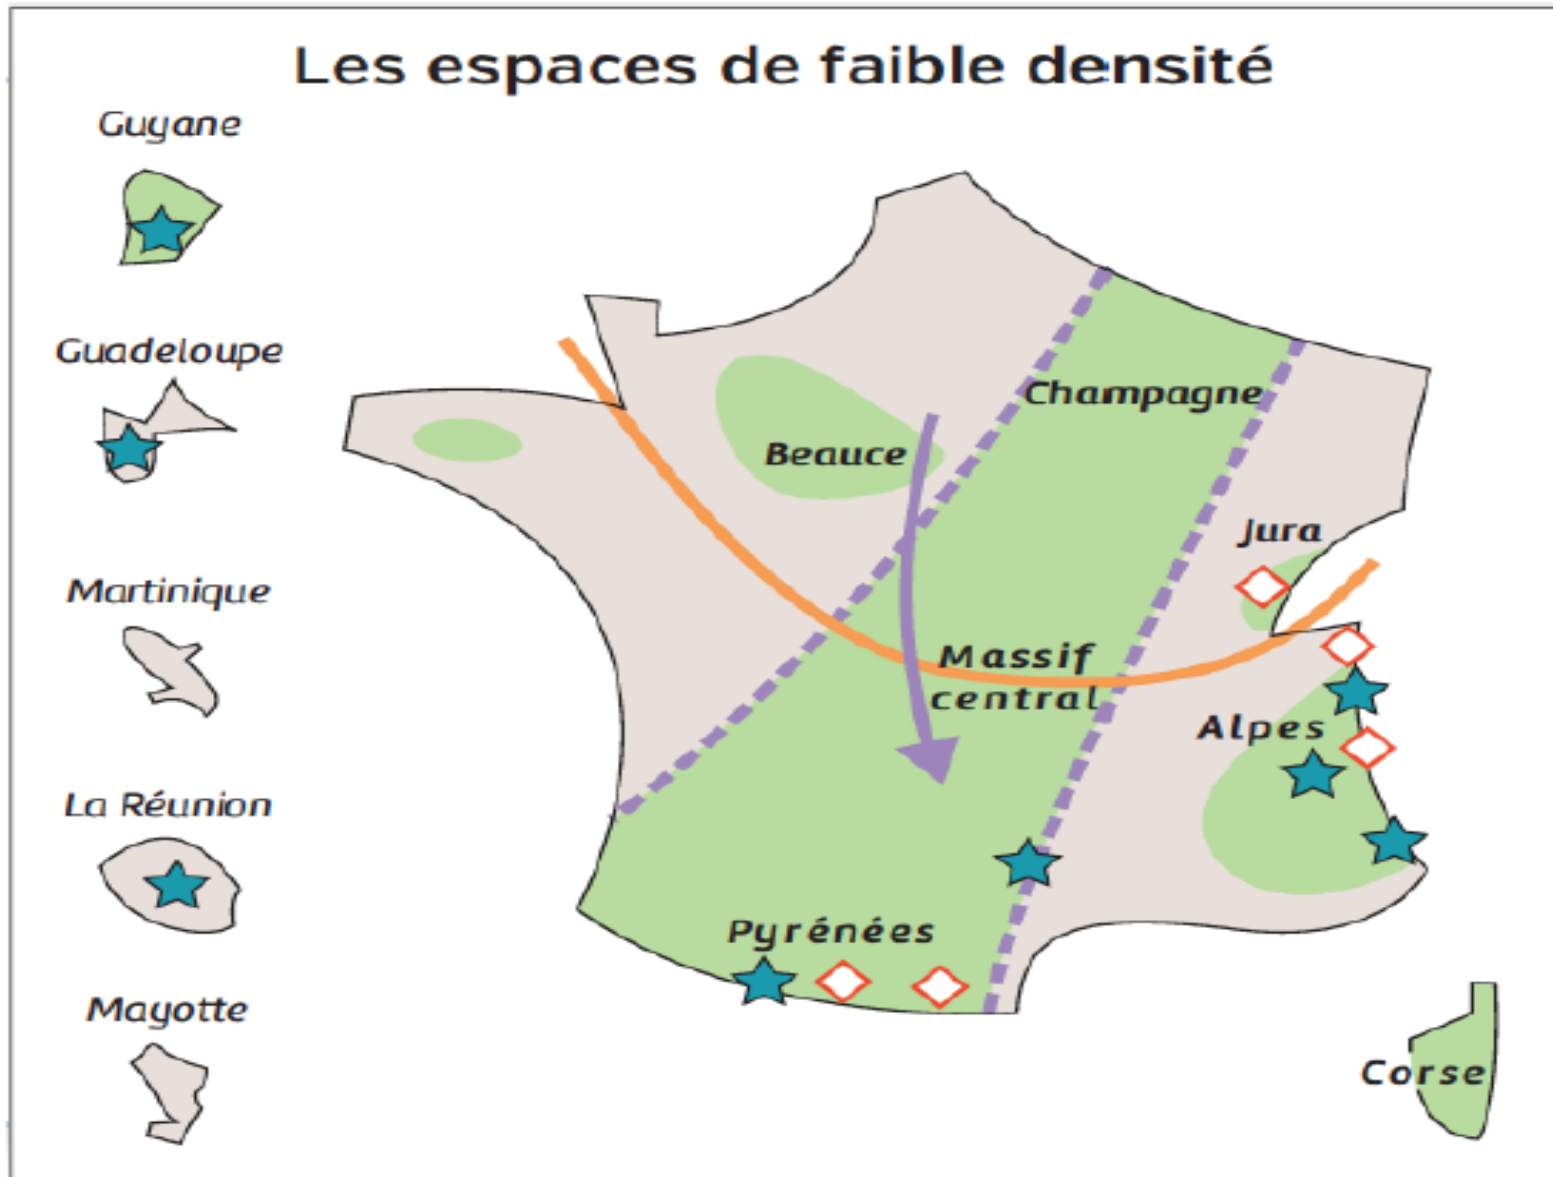 Les espaces de faible densité
Guyane
Guadeloupe
Martinique
La Réunion
Mayotte
Champagne
Beauce
Jura
Massif
central
Alpes
Pyrénées
Corse